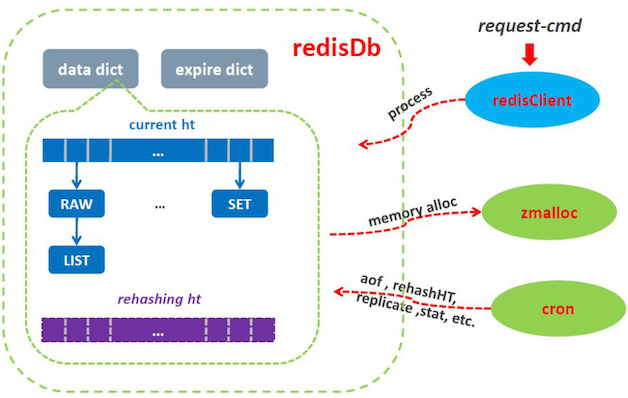 request-cmd
redisDb
data dict
expire dict
redisClient
process
current ht
...
RAW
...
SET
zmalloc
memory alloc
LIST
aof , rehashHT,
replicate ,stat, etc.
rehashing ht
cron
...